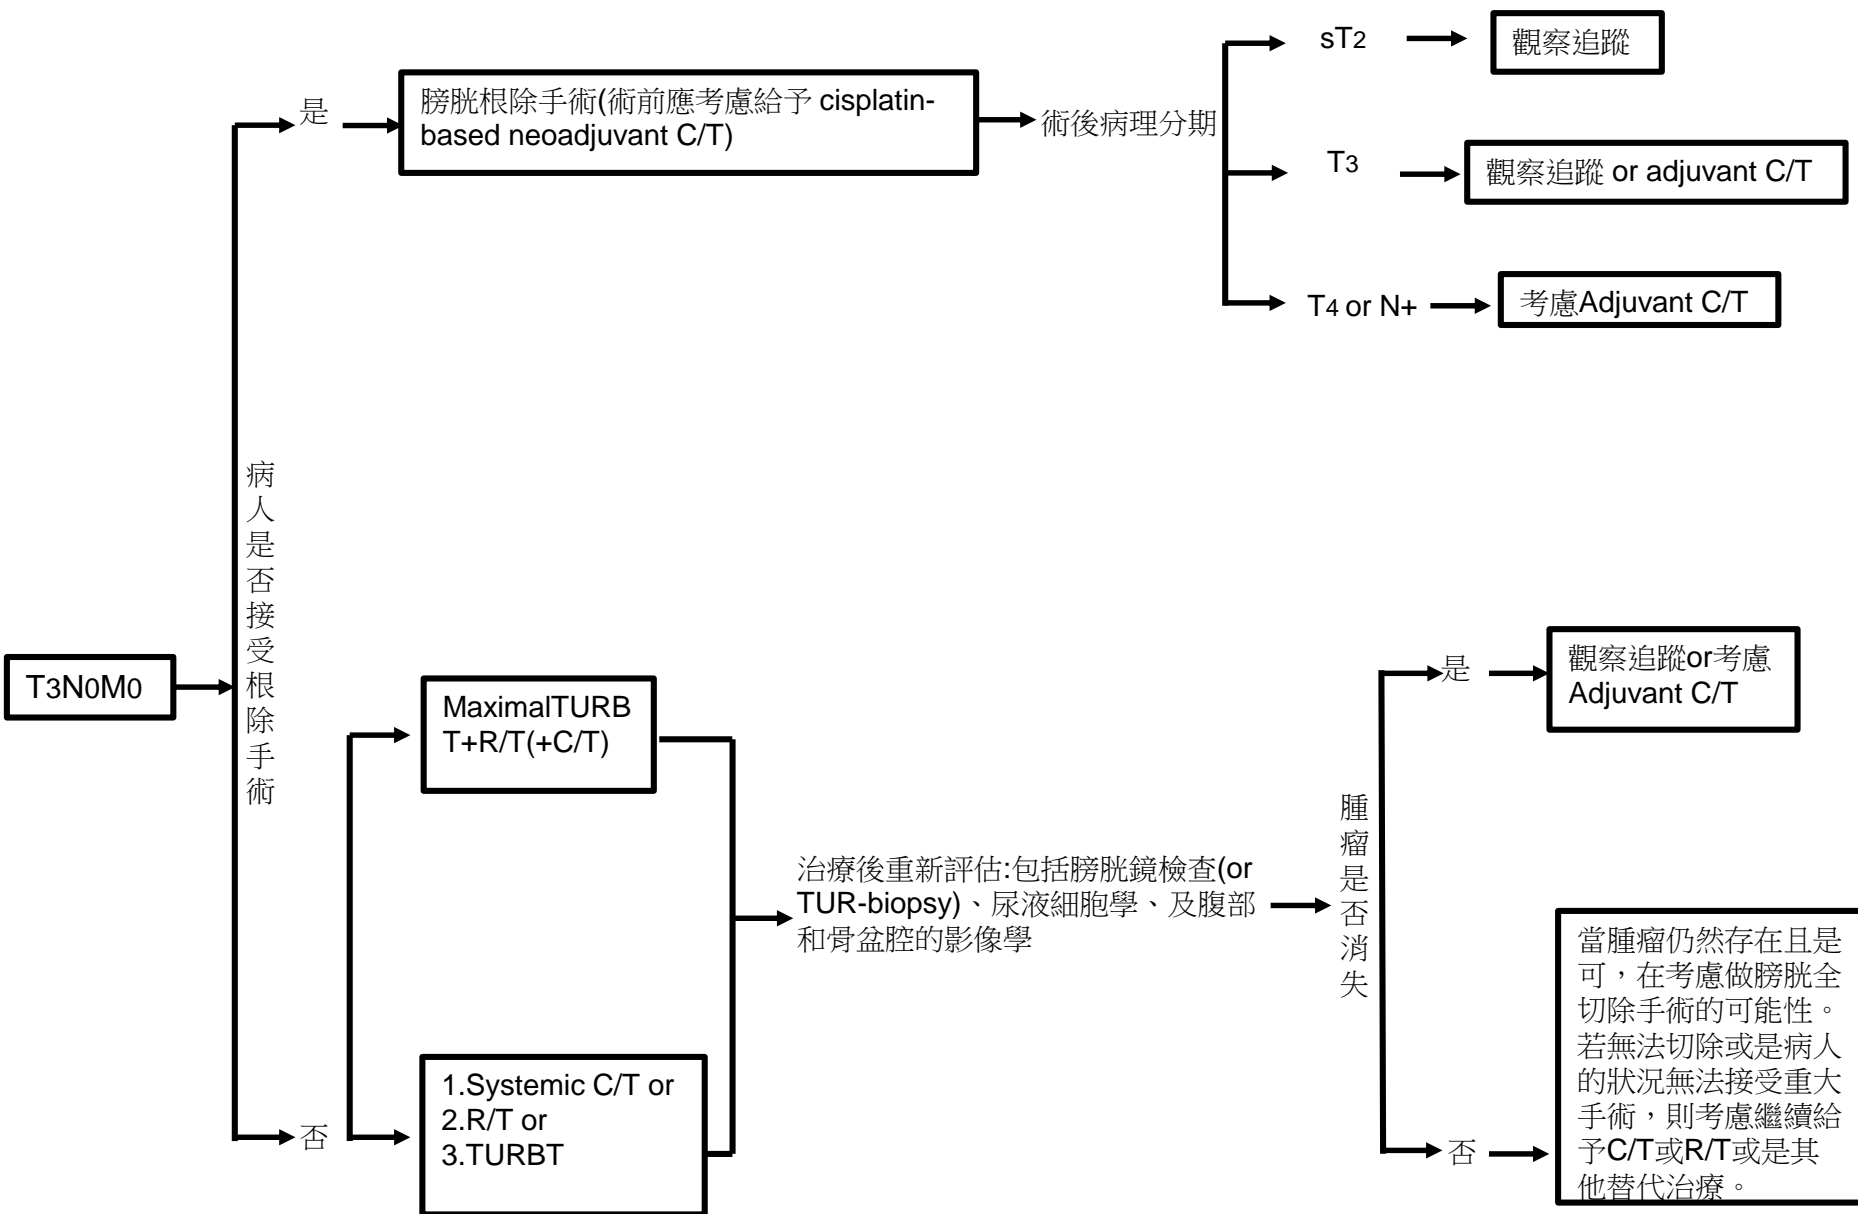 T3N0M0
病人是否接受根除手術
是
膀胱根除手術(術前應考慮給予 cisplatin-
based neoadjuvant C/T)
術後病理分期
sT2
觀察追蹤
T3
觀察追蹤 or adjuvant C/T
T4 or N+
考慮Adjuvant C/T
否
MaximalTURB
T+R/T(+C/T)
1.Systemic C/T or
2.R/T or
3.TURBT
治療後重新評估:包括膀胱鏡檢查(or
TUR-biopsy)、尿液細胞學、及腹部
和骨盆腔的影像學
腫瘤是否消失
是
觀察追蹤or考慮
Adjuvant C/T
否
當腫瘤仍然存在且是
可，在考慮做膀胱全
切除手術的可能性。
若無法切除或是病人
的狀況無法接受重大
手術，則考慮繼續給
予C/T或R/T或是其
他替代治療。